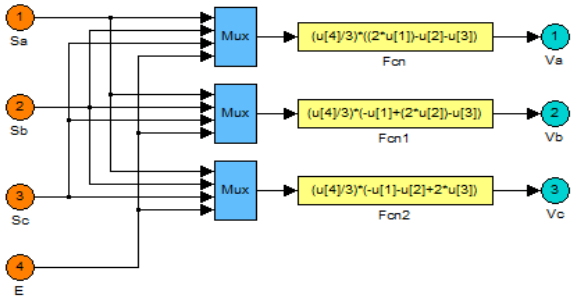 1
Sa
2
Sb
3
Sc
4
E
Mux
Mux
Mux
(u[4]/3)*((2*u[1])-u[2]-u[3])
Fcn
(u[4]/3)*(-u[1]+(2*u[2])-u[3])
Fcn1
(u[4]/3)*(-u[1]-u[2]+2*u[3])
Fcn2
1
Va
2
Vb
3
Vc